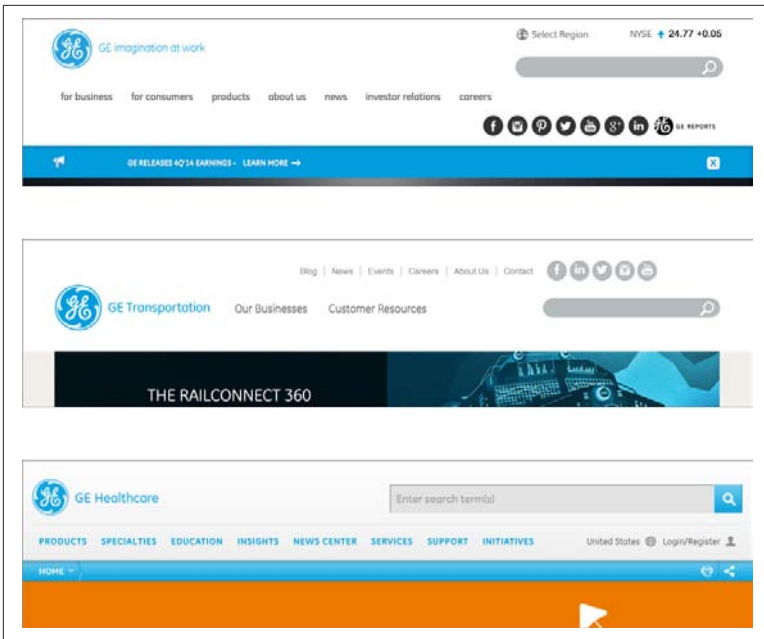 Select Region NYSE 24.77 +0.05
GE imagination at work
for business for consumers products about us news investor relations careers
GE REPORTS
GE RELEASES 4Q'14 EARNINGS - LEARN MORE →
Blog | News | Events | Careers | About Us | Contact
GE Transportation Our Businesses Customer Resources
THE RAILCONNECT 360
GE Healthcare Enter search term(s)
PRODUCTS SPECIALTIES EDUCATION INSIGHTS NEWS CENTER SERVICES SUPPORT INITIATIVES United States Login/Register
HOME